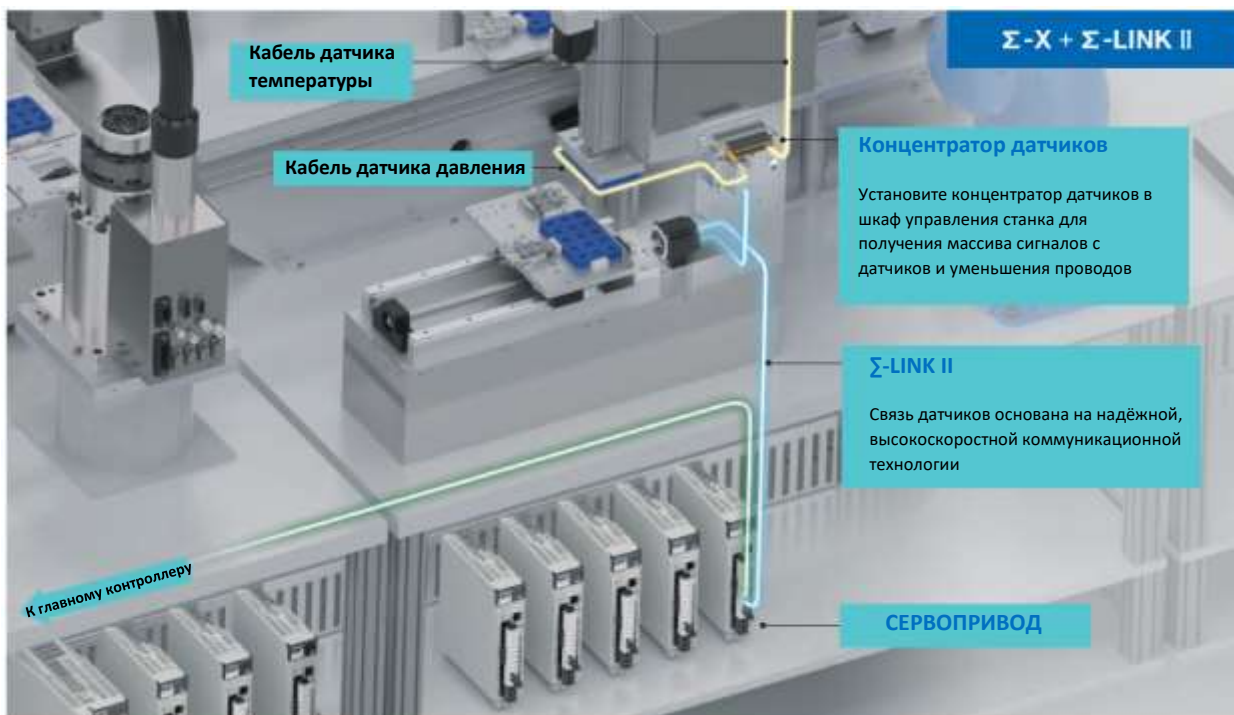 Σ-X + Σ-LINK II
Кабель датчика
температуры
Кабель датчика давления
Концентратор датчиков
Установите концентратор датчиков в
шкаф управления станка для
получения массива сигналов с
датчиков и уменьшения проводов
∑-LINK II
Связь датчиков основана на надёжной,
высокоскоростной коммуникационной
технологии
К главному контроллеру
СЕРВОПРИВОД